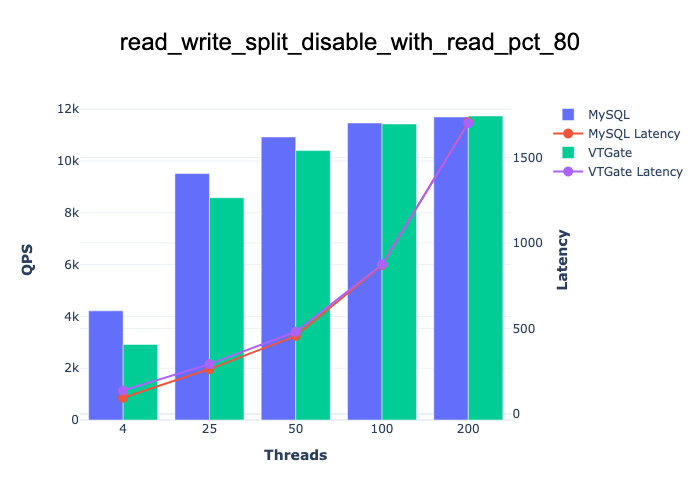 read_write_split_disable_with_read_pct_80
12k
10k
8k
6k
4k
2k
0
QPS
4
25
50
100
200
Threads
1500
1000
500
0
Latency
MySQL
MySQL Latency
VTGate
VTGate Latency